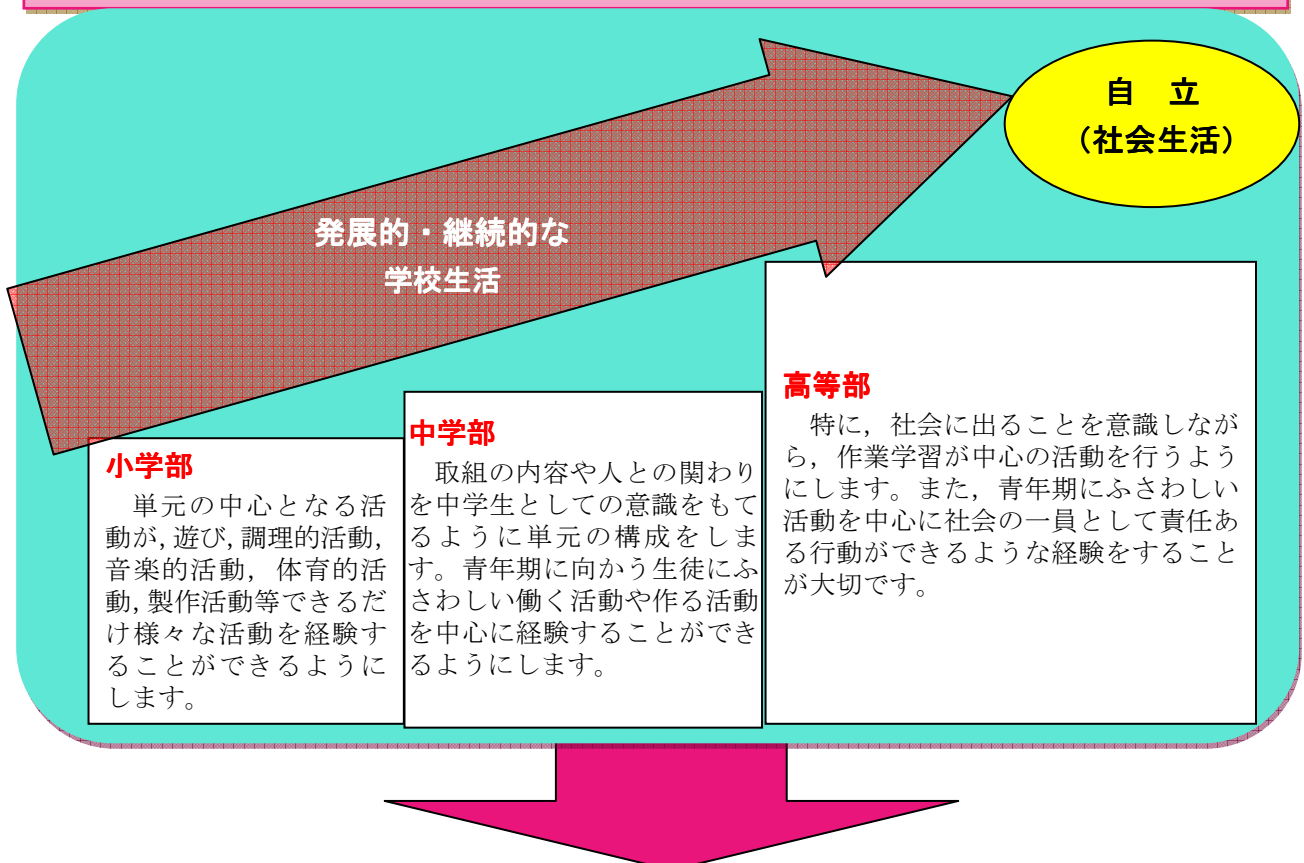 自　立
（社会生活）
発展的・継続的な
学校生活
小学部
　単元の中心となる活
動が，遊び，調理的活動，
音楽的活動，体育的活
動，製作活動等できるだ
け様々な活動を経験す
ることができるように
します。
中学部
　取組の内容や人との関わり
を中学生としての意識をもて
るように単元の構成をしま
す。青年期に向かう生徒にふ
さわしい働く活動や作る活動
を中心に経験することができ
るようにします。
高等部
　特に，社会に出ることを意識しなが
ら，作業学習が中心の活動を行うよう
にします。また，青年期にふさわしい
活動を中心に社会の一員として責任あ
る行動ができるような経験をすること
が大切です。